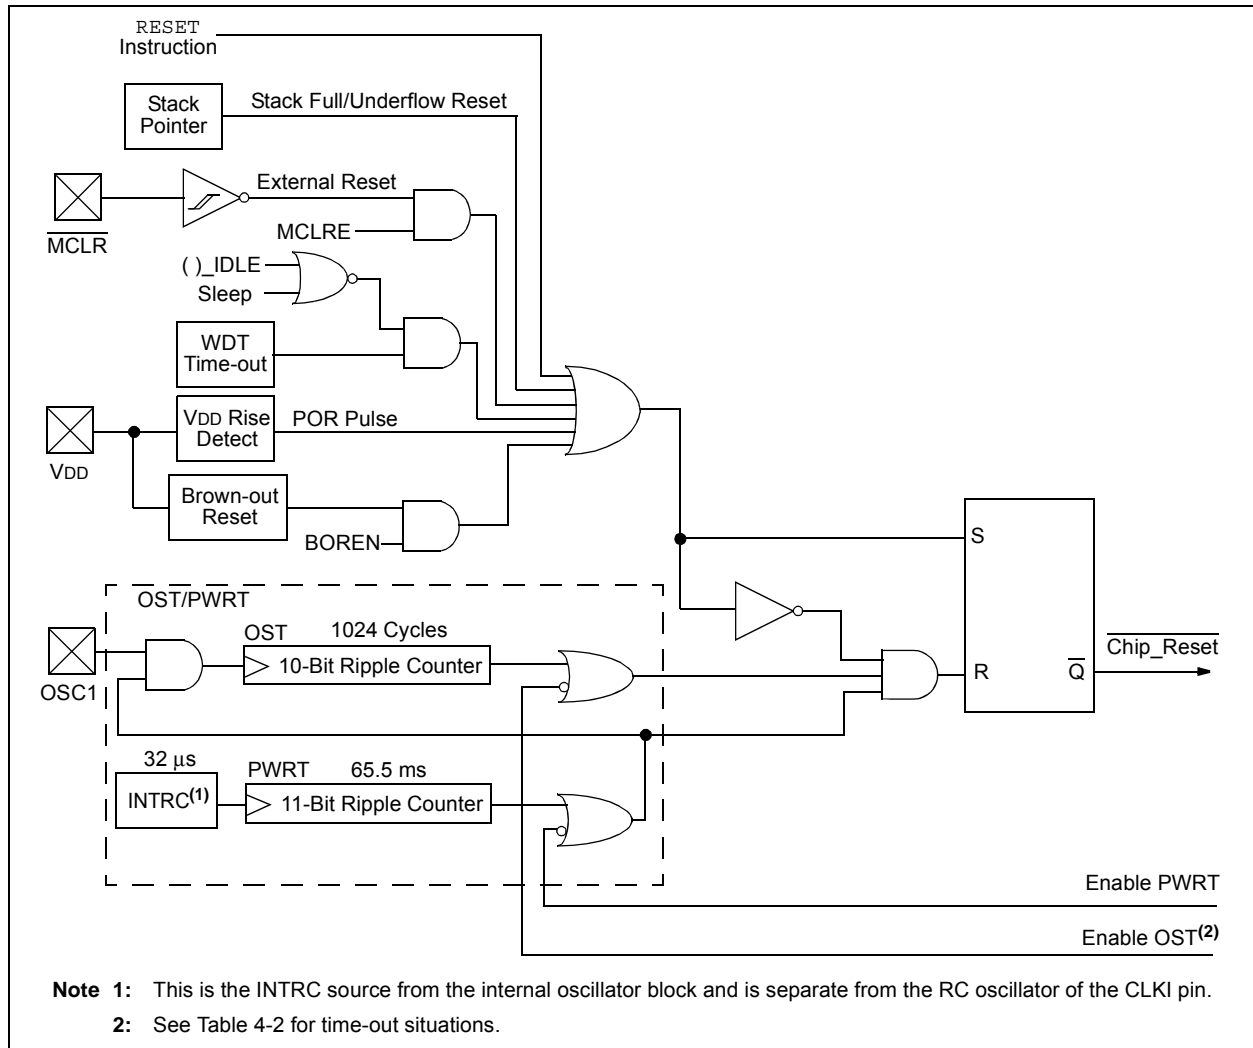 RESET
Instruction
Stack
Pointer
Stack Full/Underflow Reset
External Reset
MCLR
MCLRE
( )_IDLE
Sleep
WDT
Time-out
VDD Rise
Detect
POR Pulse
VDD
Brown-out
Reset
BOREN
S
OST/PWRT
OST
1024 Cycles
10-Bit Ripple Counter
OSC1
R
Q
Chip_Reset
32 μs
INTRC(1)
PWRT
65.5 ms
11-Bit Ripple Counter
Enable PWRT
Enable OST(2)
Note 1: This is the INTRC source from the internal oscillator block and is separate from the RC oscillator of the CLKI pin.
2: See Table 4-2 for time-out situations.